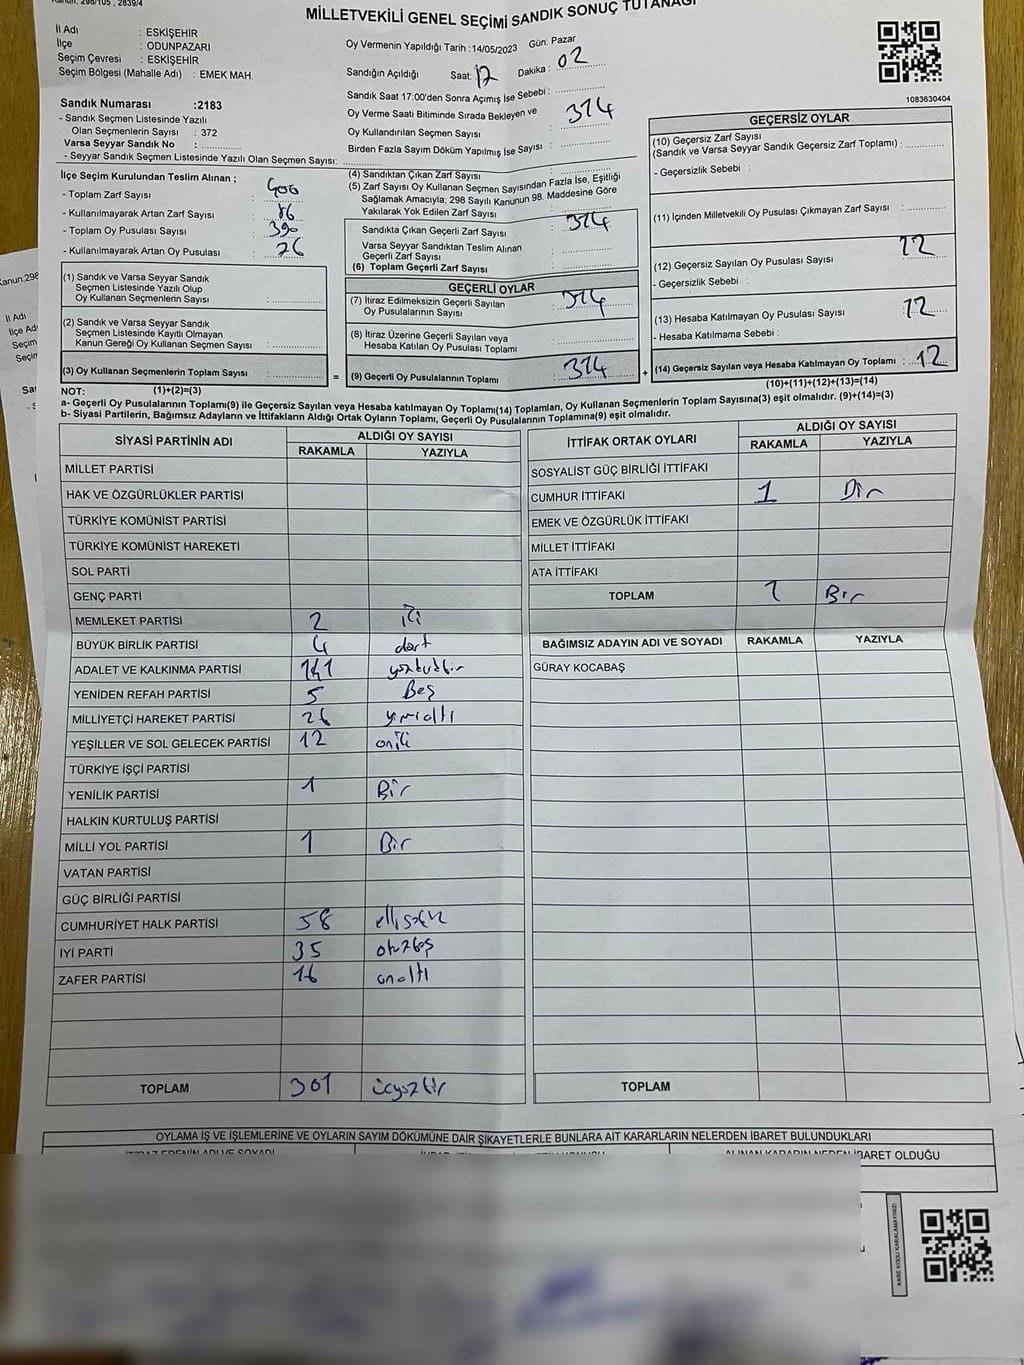 Kanun: 298/105 , 2839/4
MİLLETVEKİLİ GENEL SEÇİMİ SANDIK SONUÇ TUTANAĞI
İl Adı : ESKİŞEHİR
İlçe : ODUNPAZARI
Seçim Çevresi : ESKİŞEHİR
Seçim Bölgesi (Mahalle Adı) : EMEK MAH.
Oy Vermenin Yapıldığı Tarih :14/05/2023 Gün: Pazar
Sandığın Açıldığı Saat: 17 Dakika : 02
Sandık Saat 17:00'den Sonra Açımış İse Sebebi :
Oy Verme Saati Bitiminde Sırada Bekleyen ve
Oy Kullandırılan Seçmen Sayısı : 314
Birden Fazla Sayım Döküm Yapılmış İse Sayısı :
1083630404
Sandık Numarası :2183
- Sandık Seçmen Listesinde Yazılı
Olan Seçmenlerin Sayısı : 372
Varsa Seyyar Sandık No :
- Seyyar Sandık Seçmen Listesinde Yazılı Olan Seçmen Sayısı:
İlçe Seçim Kurulundan Teslim Alınan ;
- Toplam Zarf Sayısı : 400
- Kullanılmayarak Artan Zarf Sayısı : 86
- Toplam Oy Pusulası Sayısı : 390
- Kullanılmayarak Artan Oy Pusulası : 26
(1) Sandık ve Varsa Seyyar Sandık
Seçmen Listesinde Yazılı Olup
Oy Kullanan Seçmenlerin Sayısı :
(2) Sandık ve Varsa Seyyar Sandık
Seçmen Listesinde Kayıtlı Olmayan
Kanun Gereği Oy Kullanan Seçmen Sayısı :
(3) Oy Kullanan Seçmenlerin Toplam Sayısı :
(1)+(2)=(3)
(4) Sandıktan Çıkan Zarf Sayısı :
(5) Zarf Sayısı Oy Kullanan Seçmen Sayısından Fazla İse, Eşitliği
Sağlamak Amacıyla; 298 Sayılı Kanunun 98. Maddesine Göre
Yakılarak Yok Edilen Zarf Sayısı :
Sandıkta Çıkan Geçerli Zarf Sayısı : 314
Varsa Seyyar Sandıktan Teslim Alınan
Geçerli Zarf Sayısı :
(6) Toplam Geçerli Zarf Sayısı :
GEÇERLİ OYLAR
(7) İtiraz Edilmeksizin Geçerli Sayılan
Oy Pusulalarının Sayısı : 314
(8) İtiraz Üzerine Geçerli Sayılan veya
Hesaba Katılan Oy Pusulası Toplamı :
= (9) Geçerli Oy Pusulalarının Toplamı : 314 +
GEÇERSİZ OYLAR
(10) Geçersiz Zarf Sayısı
(Sandık ve Varsa Seyyar Sandık Geçersiz Zarf Toplamı) :
- Geçersizlik Sebebi :
(11) İçinden Milletvekili Oy Pusulası Çıkmayan Zarf Sayısı :
(12) Geçersiz Sayılan Oy Pusulası Sayısı : 12
- Geçersizlik Sebebi :
(13) Hesaba Katılmayan Oy Pusulası Sayısı : 12
- Hesaba Katılmama Sebebi :
(14) Geçersiz Sayılan veya Hesaba Katılmayan Oy Toplamı : 12
(10)+(11)+(12)+(13)=(14)
NOT:
a- Geçerli Oy Pusulalarının Toplamı(9) ile Geçersiz Sayılan veya Hesaba katılmayan Oy Toplamı(14) Toplamları, Oy Kullanan Seçmenlerin Toplam Sayısına(3) eşit olmalıdır. (9)+(14)=(3)
b- Siyasi Partilerin, Bağımsız Adayların ve İttifakların Aldığı Ortak Oyların Toplamı, Geçerli Oy Pusulalarının Toplamına(9) eşit olmalıdır.
SİYASİ PARTİNİN ADI ALDIĞI OY SAYISI
RAKAMLA YAZIYLA
MİLLET PARTİSİ
HAK VE ÖZGÜRLÜKLER PARTİSİ
TÜRKİYE KOMÜNİST PARTİSİ
TÜRKİYE KOMÜNİST HAREKETİ
SOL PARTİ
GENÇ PARTİ
MEMLEKET PARTİSİ 2 iki
BÜYÜK BİRLİK PARTİSİ 4 dört
ADALET VE KALKINMA PARTİSİ 141
YENİDEN REFAH PARTİSİ 5 Beş
MİLLİYETÇİ HAREKET PARTİSİ 26 yirmialtı
YEŞİLLER VE SOL GELECEK PARTİSİ 12 oniki
TÜRKİYE İŞÇİ PARTİSİ
YENİLİK PARTİSİ 1 Bir
HALKIN KURTULUŞ PARTİSİ
MİLLİ YOL PARTİSİ 1 Bir
VATAN PARTİSİ
GÜÇ BİRLİĞİ PARTİSİ
CUMHURİYET HALK PARTİSİ 58 ellisekiz
İYİ PARTİ 35 otuzbeş
ZAFER PARTİSİ 16 onaltı
TOPLAM 301 üçyüzbir
İTTİFAK ORTAK OYLARI ALDIĞI OY SAYISI
RAKAMLA YAZIYLA
SOSYALİST GÜÇ BİRLİĞİ İTTİFAKI
CUMHUR İTTİFAKI 1 Bir
EMEK VE ÖZGÜRLÜK İTTİFAKI
MİLLET İTTİFAKI
ATA İTTİFAKI
TOPLAM 1 Bir
BAĞIMSIZ ADAYIN ADI VE SOYADI RAKAMLA YAZIYLA
GÜRAY KOCABAŞ
TOPLAM
OYLAMA İŞ VE İŞLEMLERİNE VE OYLARIN SAYIM DÖKÜMÜNE DAİR ŞİKAYETLERLE BUNLARA AİT KARARLARIN NELERDEN İBARET BULUNDUKLARI
İTİRAZ EDENİN ADI VE SOYADI
ALINAN KARARIN NEDEN İBARET OLDUĞU
KARE KODU KARALAMAYINIZ!
Kanun:298
İl Adı
İlçe Adı
Seçim